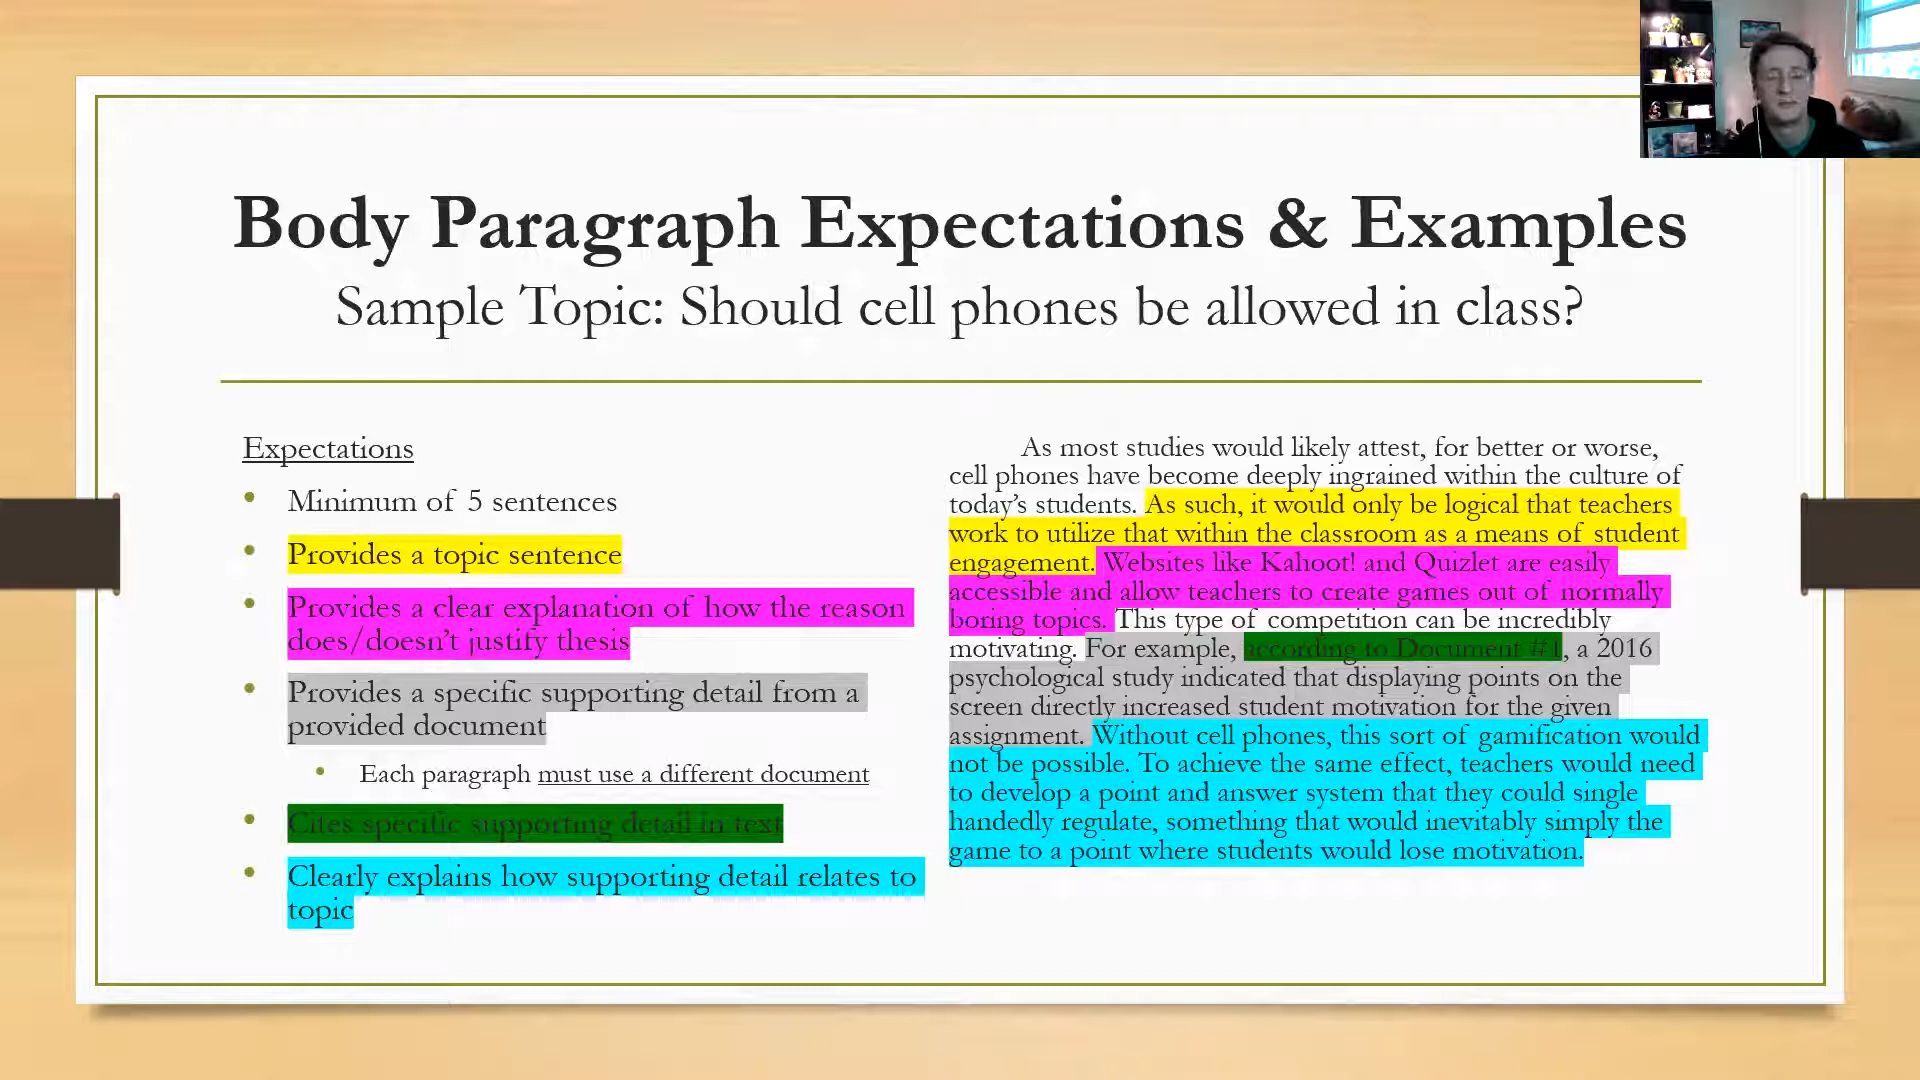 Body Paragraph Expectations & Examples
Sample Topic: Should cell phones be allowed in class?
Expectations
• Minimum of 5 sentences
• Provides a topic sentence
• Provides a clear explanation of how the reason
does/doesn't justify thesis
• Provides a specific supporting detail from a
provided document
• Each paragraph must use a different document
• Cites specific supporting detail in text
• Clearly explains how supporting detail relates to
topic
As most studies would likely attest, for better or worse,
cell phones have become deeply ingrained within the culture of
today's students. As such, it would only be logical that teachers
work to utilize that within the classroom as a means of student
engagement. Websites like Kahoot! and Quizlet are easily
accessible and allow teachers to create games out of normally
boring topics. This type of competition can be incredibly
motivating. For example, according to Document #1, a 2016
psychological study indicated that displaying points on the
screen directly increased student motivation for the given
assignment. Without cell phones, this sort of gamification would
not be possible. To achieve the same effect, teachers would need
to develop a point and answer system that they could single
handedly regulate, something that would inevitably simply the
game to a point where students would lose motivation.